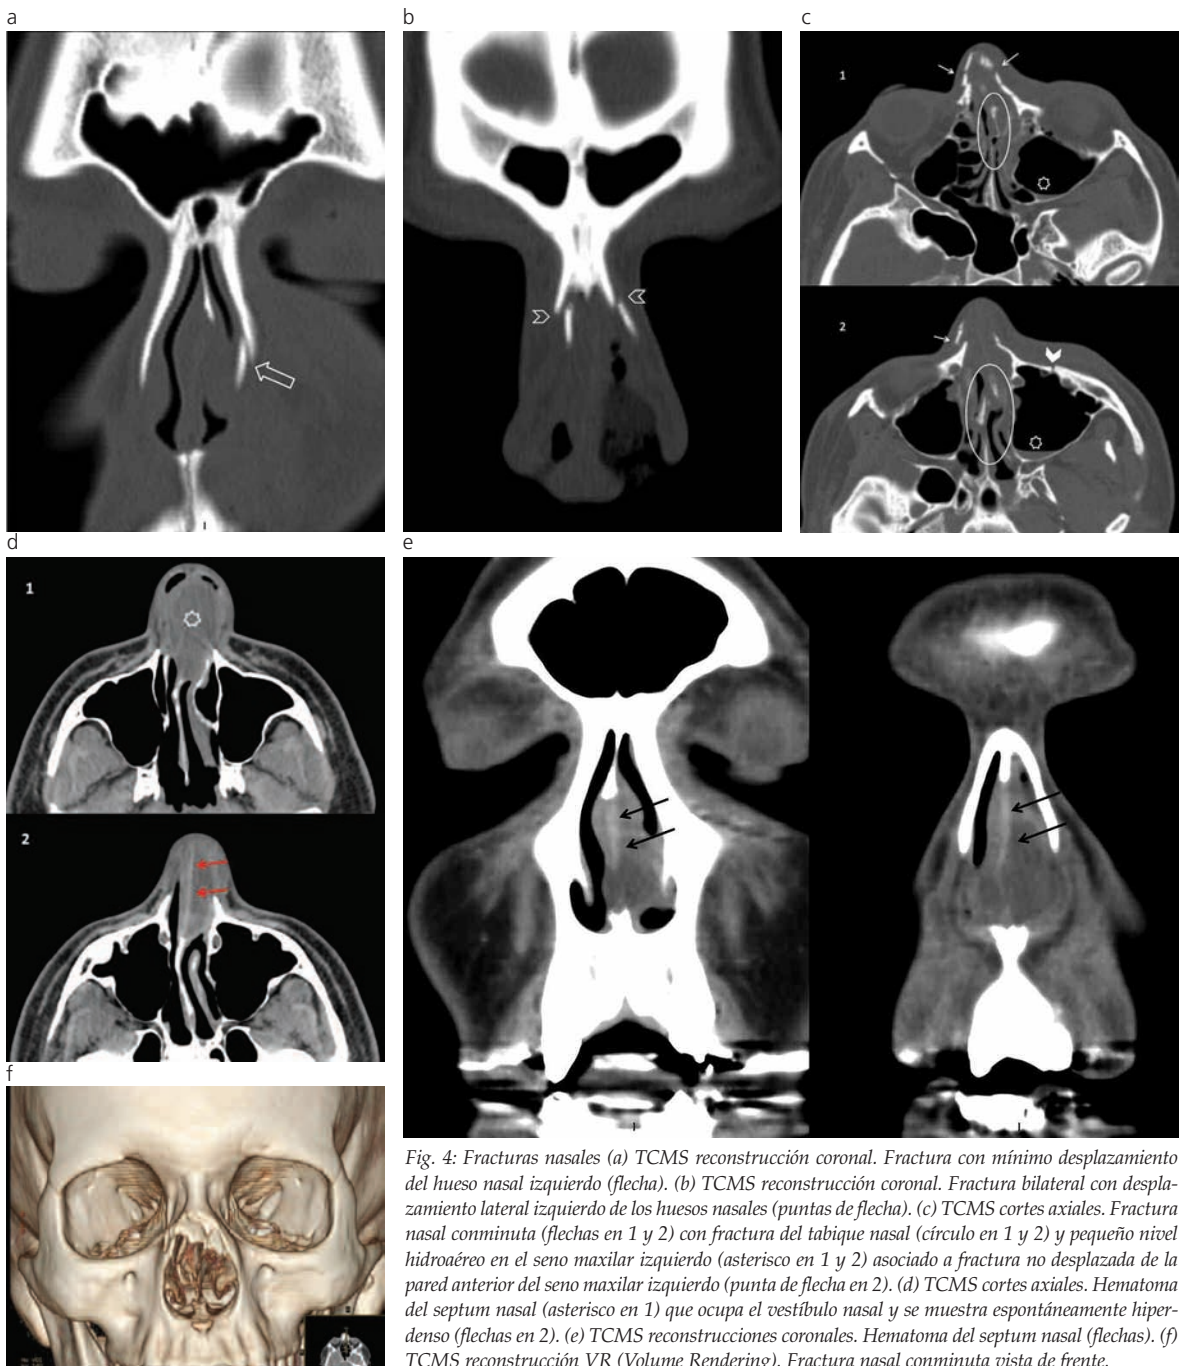 a
b
c
1
2
d
1
2
e
f
Fig. 4: Fracturas nasales (a) TCMS reconstrucción coronal. Fractura con mínimo desplazamiento
del hueso nasal izquierdo (flecha). (b) TCMS reconstrucción coronal. Fractura bilateral con despla-
zamiento lateral izquierdo de los huesos nasales (puntas de flecha). (c) TCMS cortes axiales. Fractura
nasal conminuta (flechas en 1 y 2) con fractura del tabique nasal (círculo en 1 y 2) y pequeño nivel
hidroaéreo en el seno maxilar izquierdo (asterisco en 1 y 2) asociado a fractura no desplazada de la
pared anterior del seno maxilar izquierdo (punta de flecha en 2). (d) TCMS cortes axiales. Hematoma
del septum nasal (asterisco en 1) que ocupa el vestíbulo nasal y se muestra espontáneamente hiper-
denso (flechas en 2). (e) TCMS reconstrucciones coronales. Hematoma del septum nasal (flechas). (f)
TCMS reconstrucción VR (Volume Rendering). Fractura nasal conminuta vista de frente.